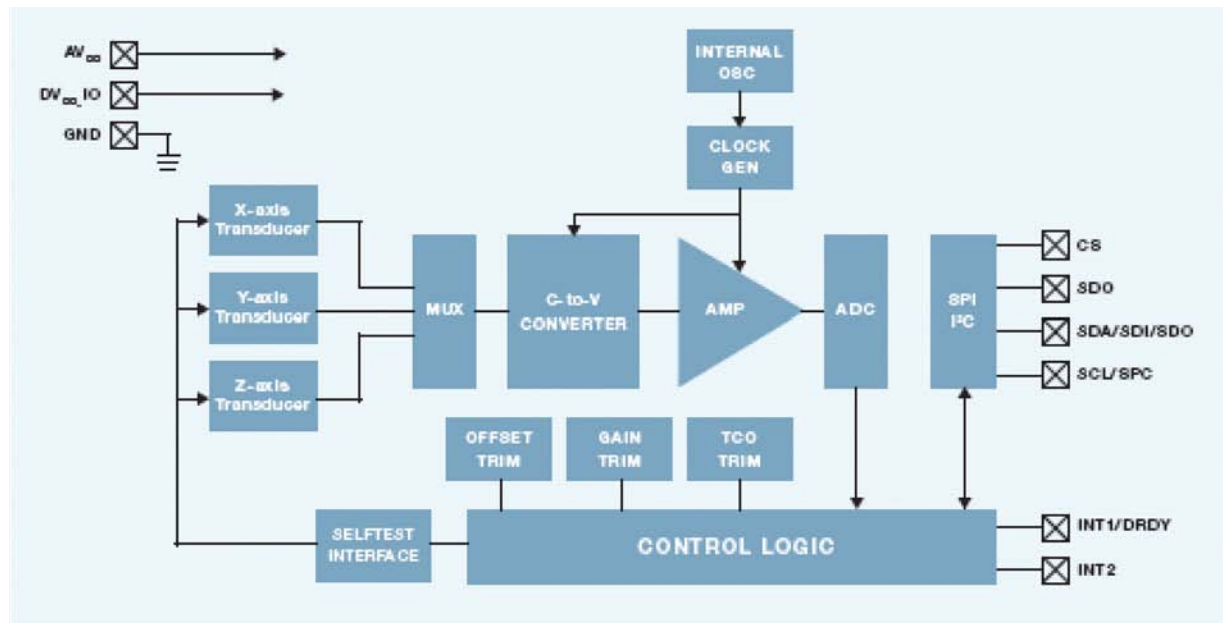 AVDD
DVDD_IO
GND
INTERNAL
OSC
CLOCK
GEN
X-axis
Transducer
Y-axis
Transducer
Z-axis
Transducer
MUX
C-to-V
CONVERTER
AMP
ADC
SPI
I²C
CS
SDO
SDA/SDI/SDO
SCL/SPC
OFFSET
TRIM
GAIN
TRIM
TCO
TRIM
SELFTEST
INTERFACE
CONTROL LOGIC
INT1/DRDY
INT2